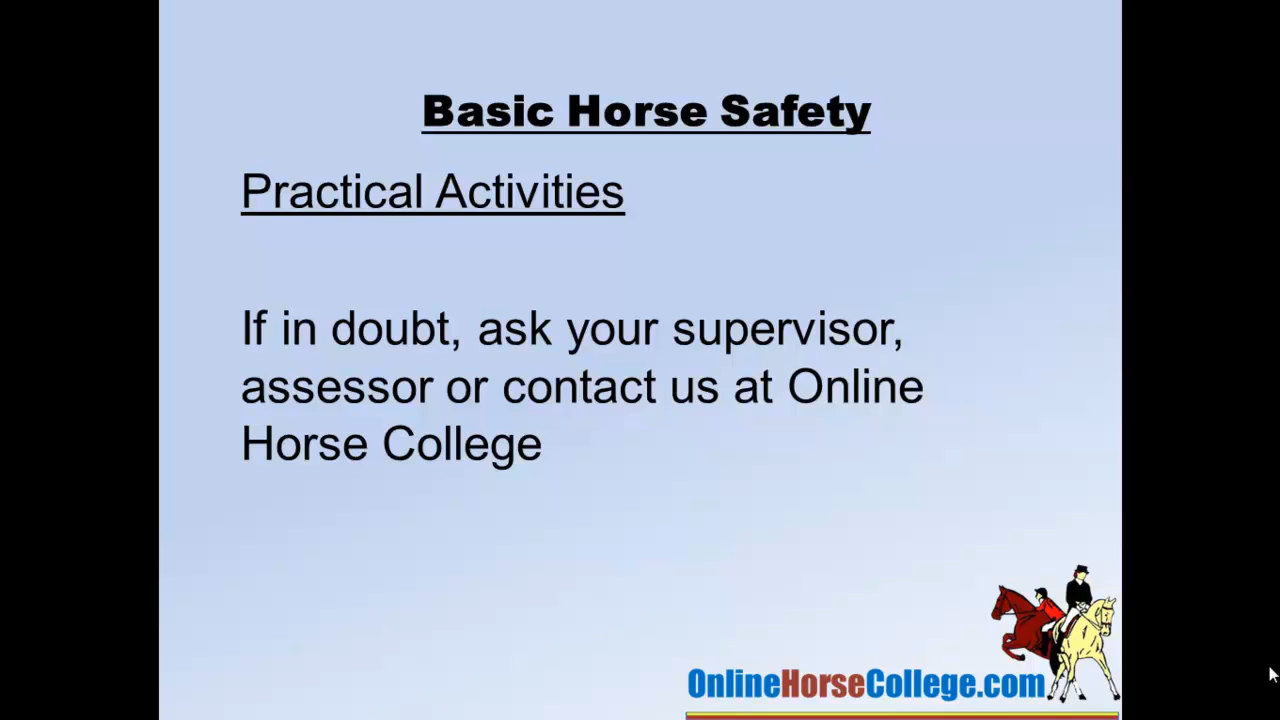 Basic Horse Safety
Practical Activities
If in doubt, ask your supervisor,
assessor or contact us at Online
Horse College
OnlineHorseCollege.com